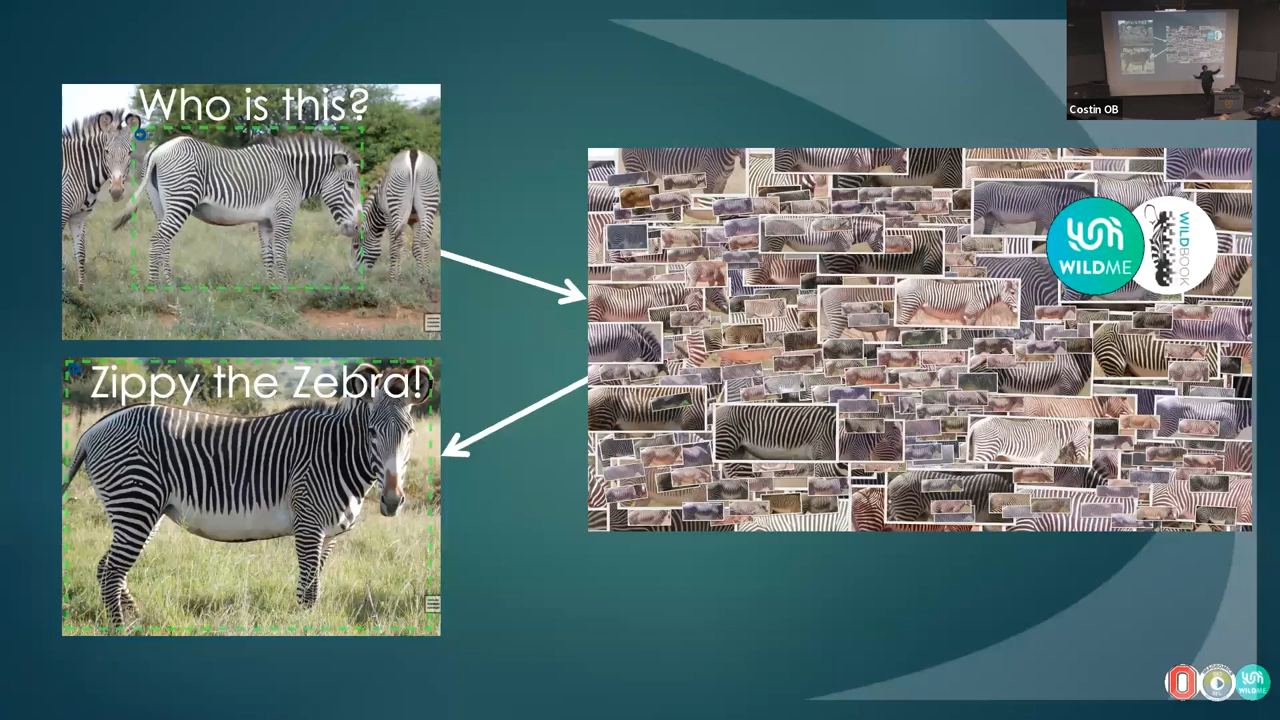 Who is this?
Zippy the Zebra!
WILDME
WILDBOOK
Costin OB
WILDME